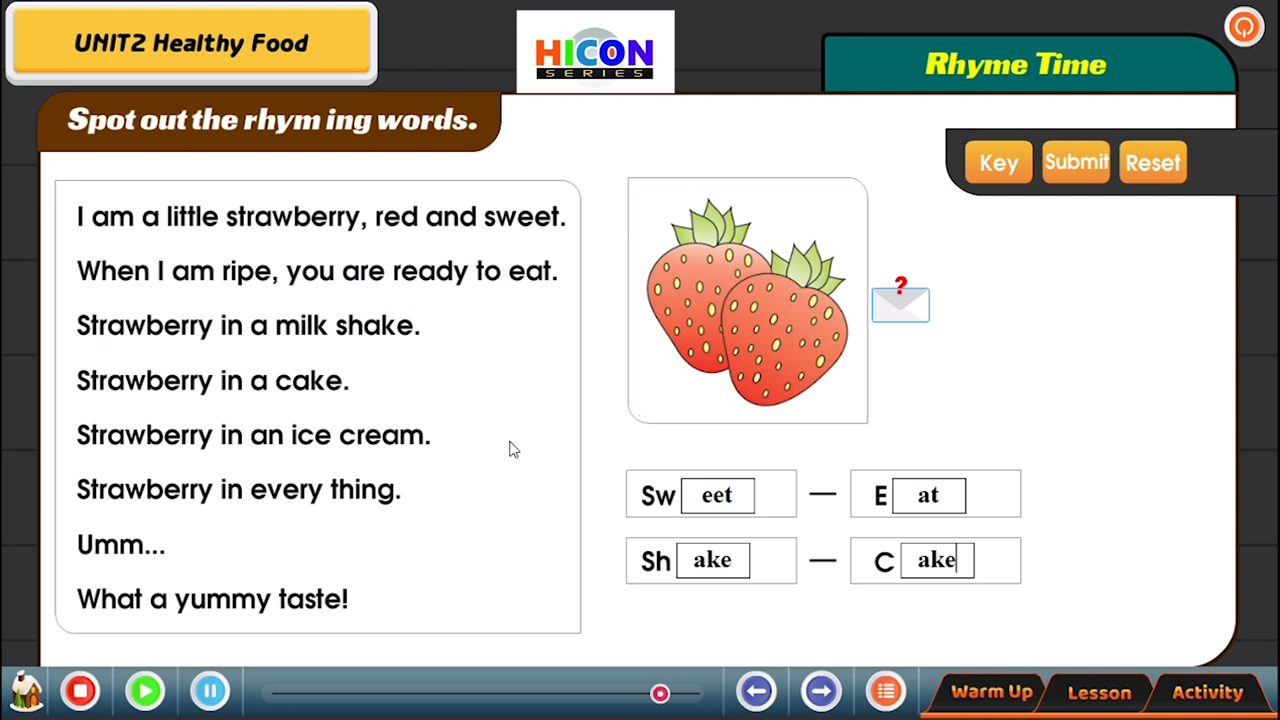 UNIT2 Healthy Food
HICON
SERIES
Rhyme Time
Spot out the rhym ing words.
Key Submit Reset
I am a little strawberry, red and sweet.
When I am ripe, you are ready to eat.
Strawberry in a milk shake.
Strawberry in a cake.
Strawberry in an ice cream.
Strawberry in every thing.
Umm...
What a yummy taste!
?
Sw eet — E at
Sh ake — C ake
Warm Up Lesson Activity